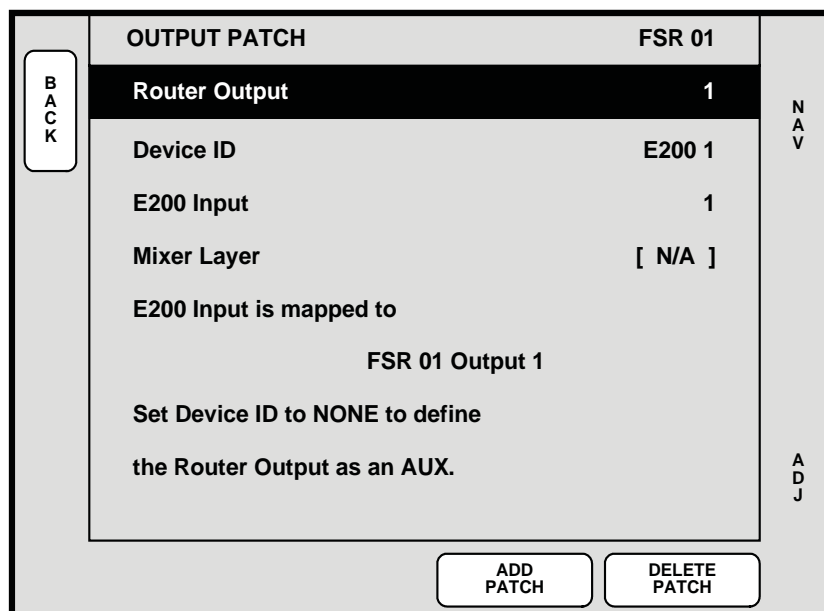 OUTPUT PATCH FSR 01
BACK
Router Output 1
NAV
Device ID E200 1
E200 Input 1
Mixer Layer [ N/A ]
E200 Input is mapped to
FSR 01 Output 1
Set Device ID to NONE to define
the Router Output as an AUX.
ADJ
ADD
PATCH
DELETE
PATCH